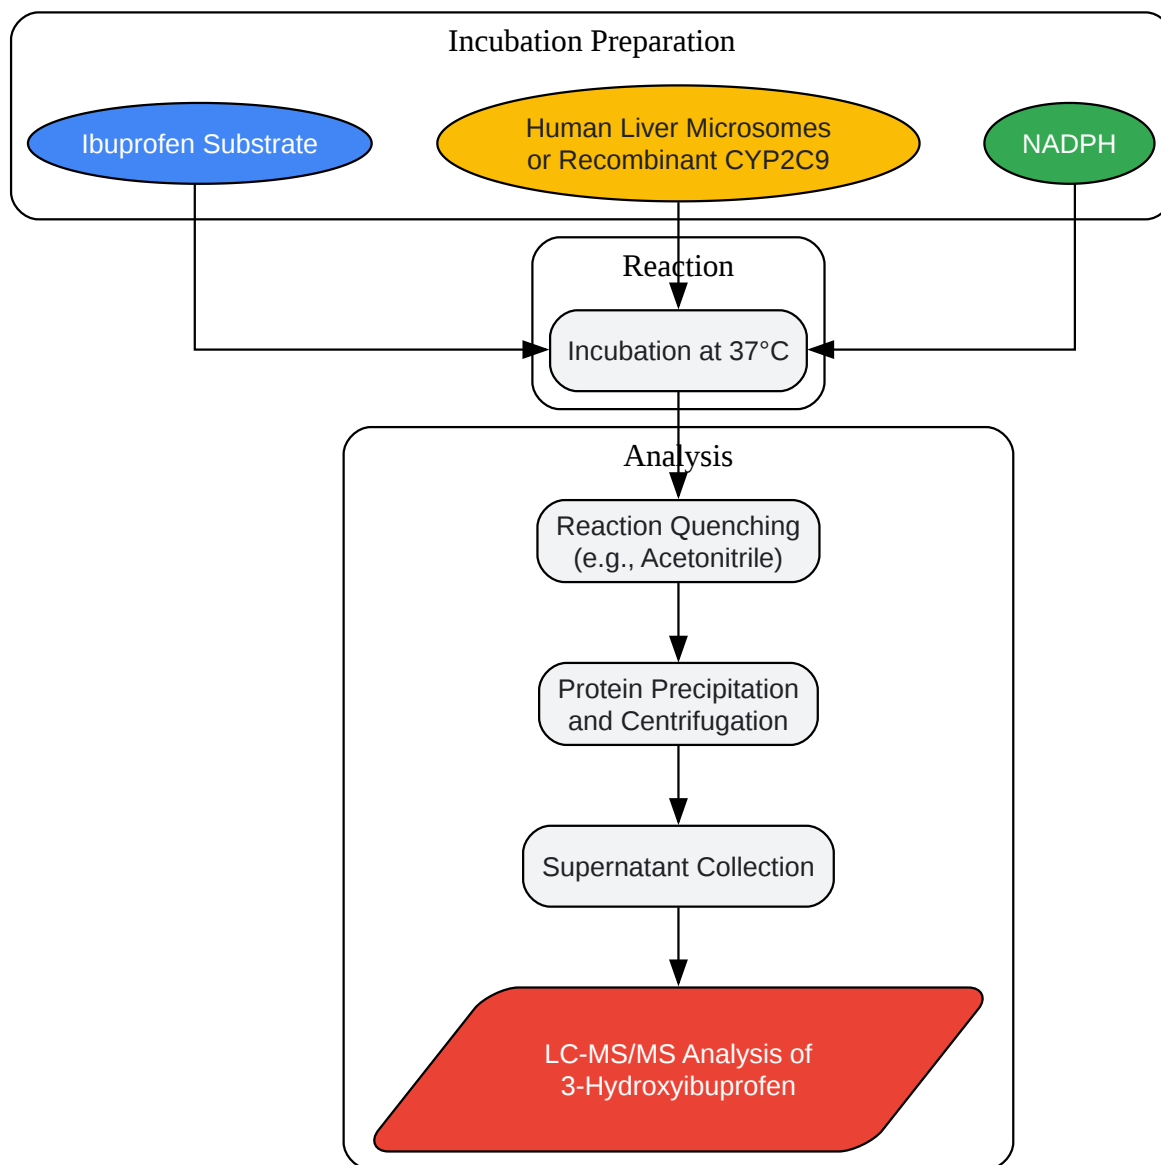 Incubation Preparation
Ibuprofen Substrate
Human Liver Microsomes
or Recombinant CYP2C9
NADPH
Reaction
Incubation at 37°C
Analysis
Reaction Quenching
(e.g., Acetonitrile)
Protein Precipitation
and Centrifugation
Supernatant Collection
LC-MS/MS Analysis of
3-Hydroxyibuprofen